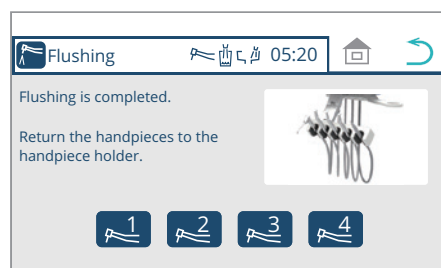 Flushing 05:20
Flushing is completed.
Return the handpieces to the
handpiece holder.
1 2 3 4